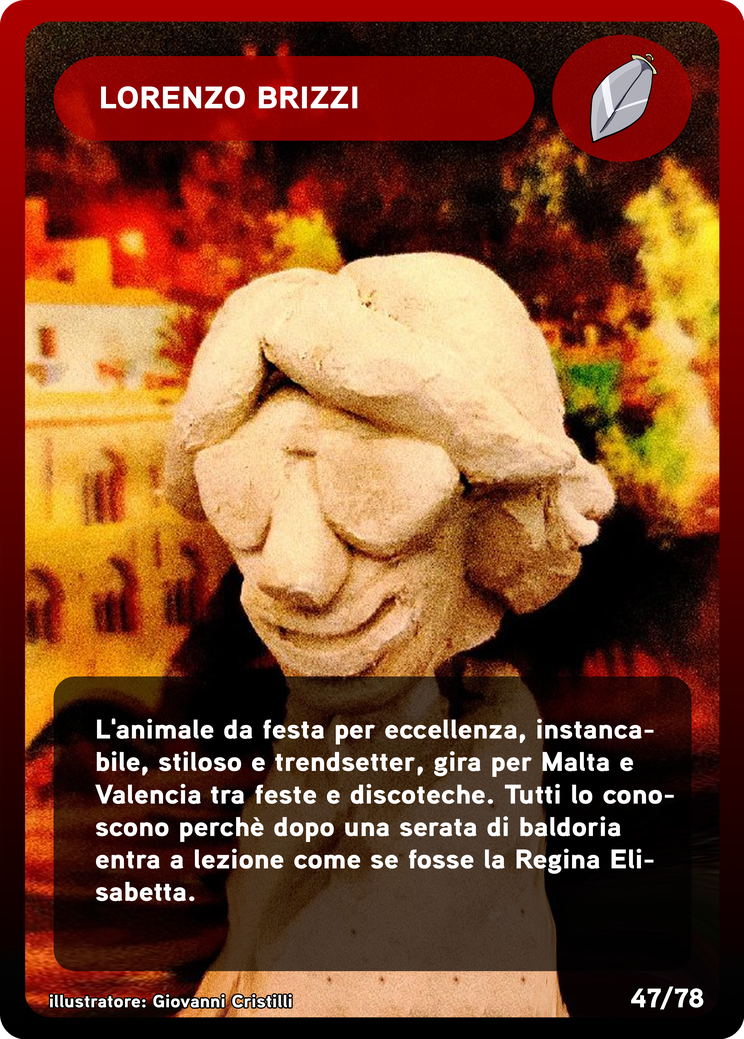 LORENZO BRIZZI
L'animale da festa per eccellenza, instanca-
bile, stiloso e trendsetter, gira per Malta e
Valencia tra feste e discoteche. Tutti lo cono-
scono perchè dopo una serata di baldoria
entra a lezione come se fosse la Regina Eli-
sabetta.
illustratore: Giovanni Cristilli
47/78